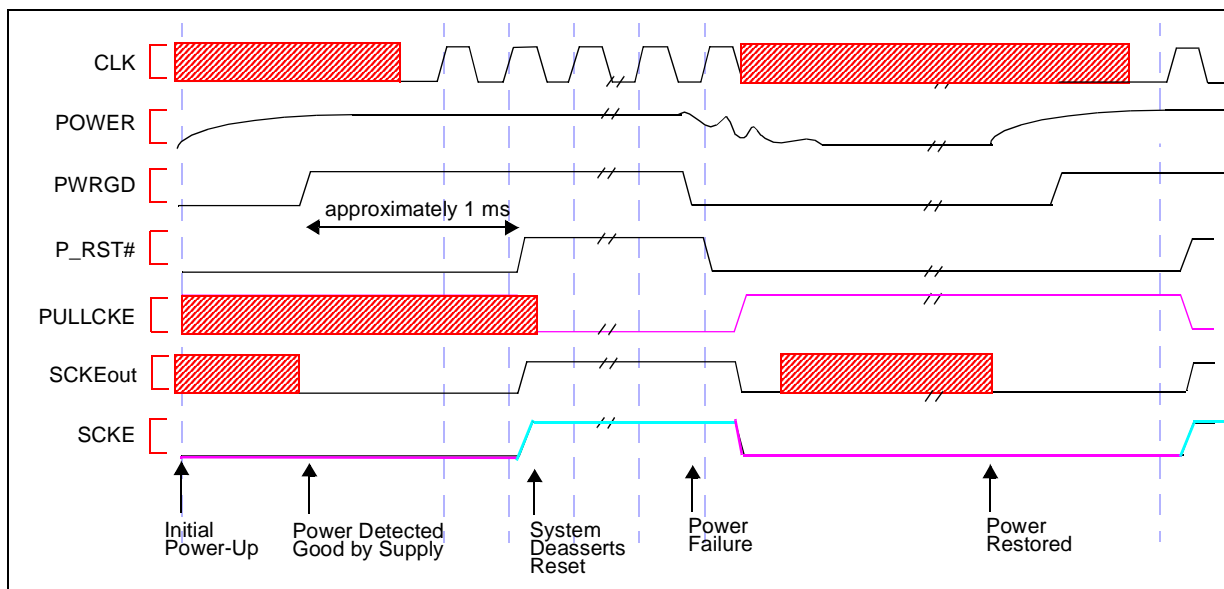 CLK
POWER
PWRGD
approximately 1 ms
P_RST#
PULLCKE
SCKEout
SCKE
Initial
Power-Up
Power Detected
Good by Supply
System
Deasserts
Reset
Power
Failure
Power
Restored